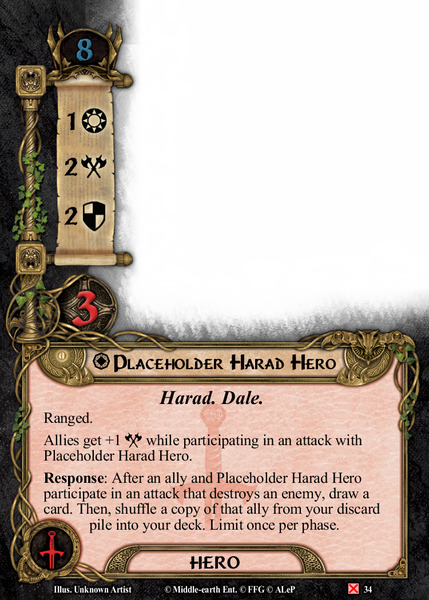 8
1
2
2
3
Placeholder Harad Hero
Harad. Dale.
Ranged.
Allies get +1 while participating in an attack with
Placeholder Harad Hero.
Response: After an ally and Placeholder Harad Hero
participate in an attack that destroys an enemy, draw a
card. Then, shuffle a copy of that ally from your discard
pile into your deck. Limit once per phase.
HERO
Illus. Unknown Artist © Middle-earth Ent. © FFG © ALeP 34